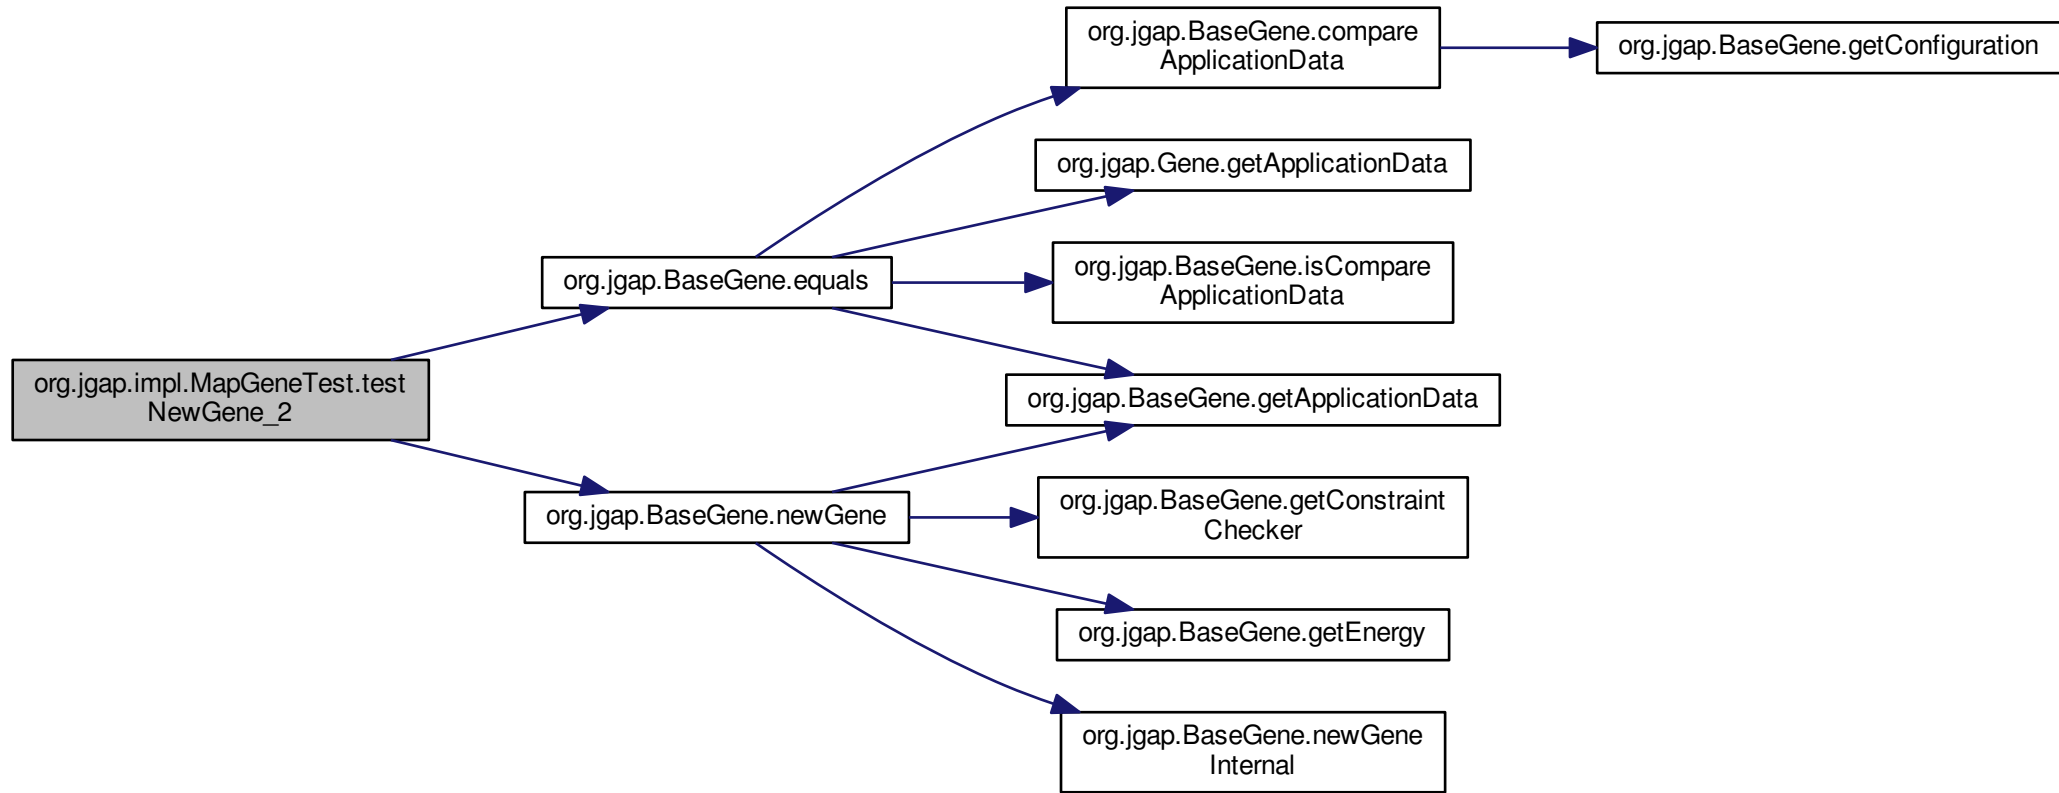 org.jgap.impl.MapGeneTest.test
NewGene_2
org.jgap.BaseGene.equals
org.jgap.BaseGene.newGene
org.jgap.BaseGene.compare
ApplicationData
org.jgap.Gene.getApplicationData
org.jgap.BaseGene.isCompare
ApplicationData
org.jgap.BaseGene.getApplicationData
org.jgap.BaseGene.getConstraint
Checker
org.jgap.BaseGene.getEnergy
org.jgap.BaseGene.newGene
Internal
org.jgap.BaseGene.getConfiguration